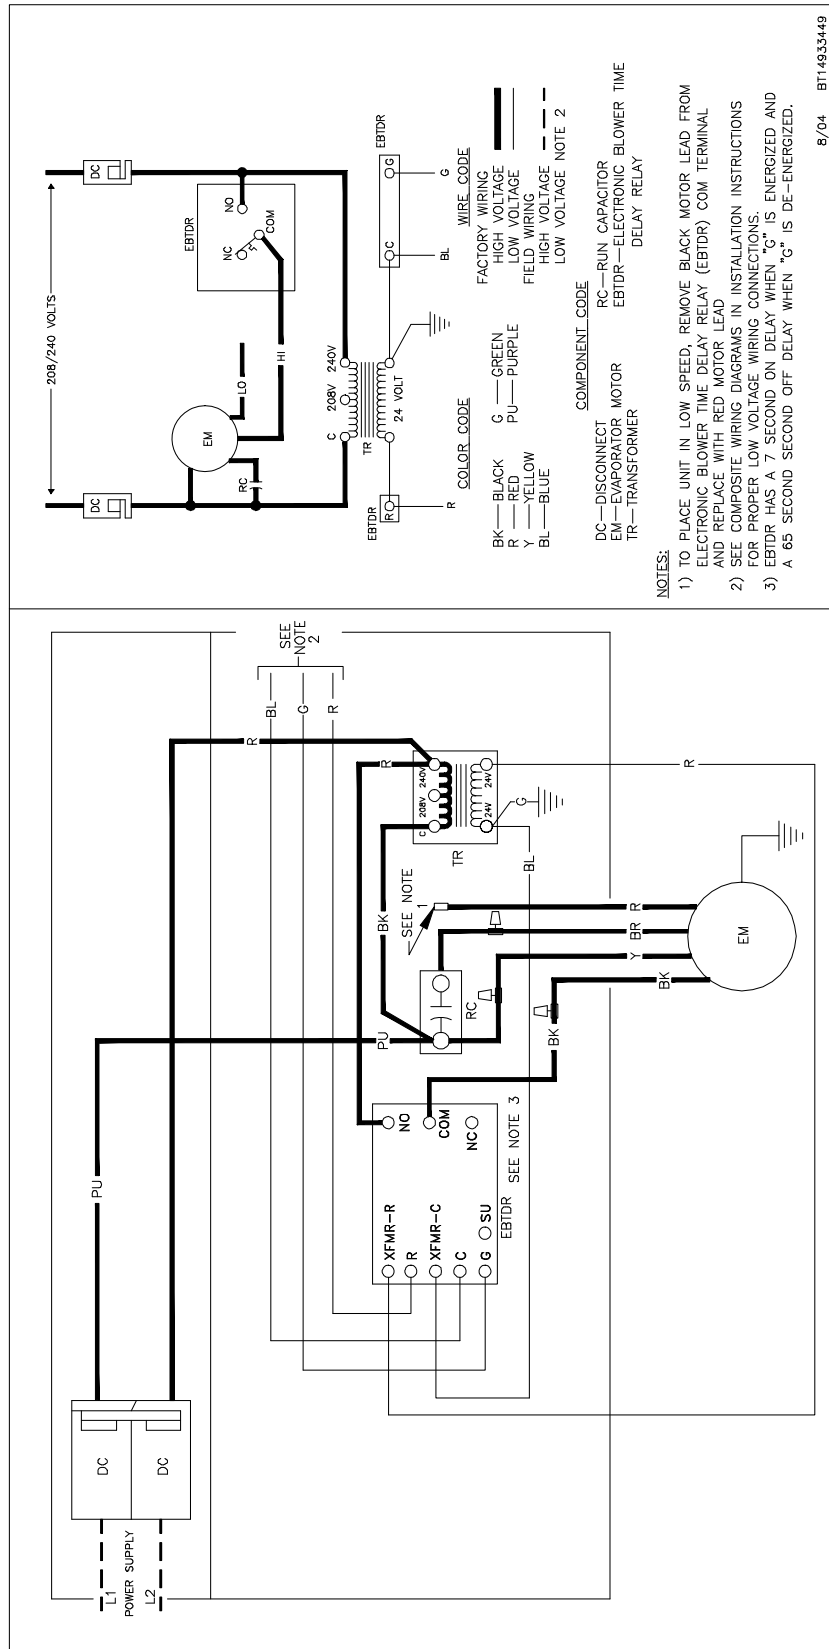 L1
POWER SUPPLY
L2
DC
DC
PU
R
PU
BK
R
R
SEE
NOTE
2
BL
G
R
C 208V 240V
24V 24V
TR
G
BL
R
SEE NOTE
1
RC
R
BR
Y
BK
BK
EM
NO
COM
NC
XFMR-R
R
XFMR-C
C
G
SU
EBTDR SEE NOTE 3
208/240 VOLTS
DC
DC
EBTDR
NO
NC
COM
LO
HI
EM
RC
C 208V 240V
TR
24 VOLT
EBTDR
R
R
EBTDR
C
G
BL
G
COLOR CODE
BK—BLACK
R —RED
Y —YELLOW
BL—BLUE
G —GREEN
PU—PURPLE
WIRE CODE
FACTORY WIRING
HIGH VOLTAGE
LOW VOLTAGE
FIELD WIRING
HIGH VOLTAGE
LOW VOLTAGE NOTE 2
COMPONENT CODE
DC—DISCONNECT
EM—EVAPORATOR MOTOR
TR—TRANSFORMER
RC—RUN CAPACITOR
EBTDR—ELECTRONIC BLOWER TIME
DELAY RELAY
NOTES:
1) TO PLACE UNIT IN LOW SPEED, REMOVE BLACK MOTOR LEAD FROM
ELECTRONIC BLOWER TIME DELAY RELAY (EBTDR) COM TERMINAL
AND REPLACE WITH RED MOTOR LEAD
2) SEE COMPOSITE WIRING DIAGRAMS IN INSTALLATION INSTRUCTIONS
FOR PROPER LOW VOLTAGE WIRING CONNECTIONS.
3) EBTDR HAS A 7 SECOND ON DELAY WHEN "G" IS ENERGIZED AND
A 65 SECOND SECOND OFF DELAY WHEN "G" IS DE-ENERGIZED.
8/04 BT14933449